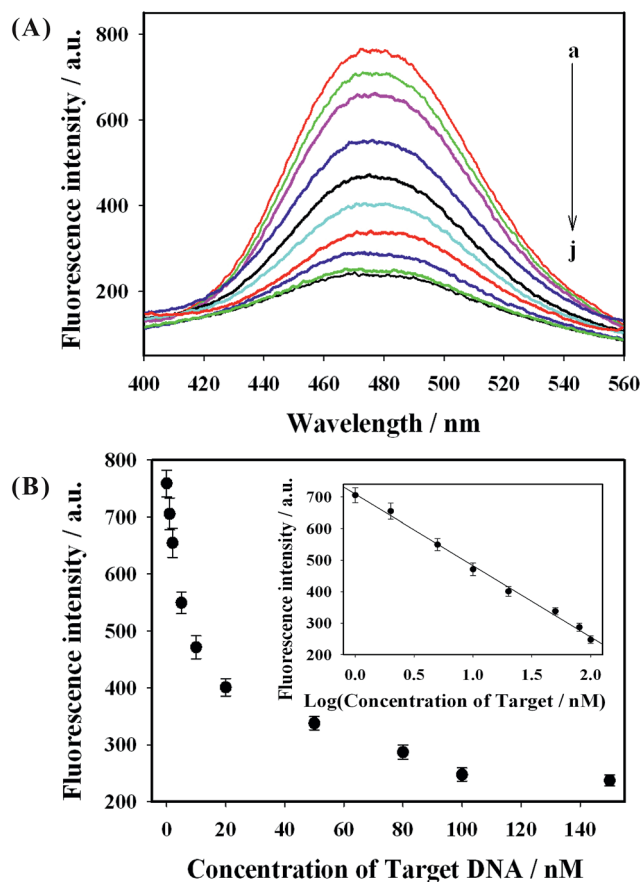 (A)
Fluorescence intensity / a.u.
800
600
400
200
a
j
400 420 440 460 480 500 520 540 560
Wavelength / nm
(B)
Fluorescence intensity / a.u.
800
700
600
500
400
300
200
Fluorescence intensity / a.u.
700
600
500
400
300
200
0.0 0.5 1.0 1.5 2.0
Log(Concentration of Target / nM)
0 20 40 60 80 100 120 140
Concentration of Target DNA / nM